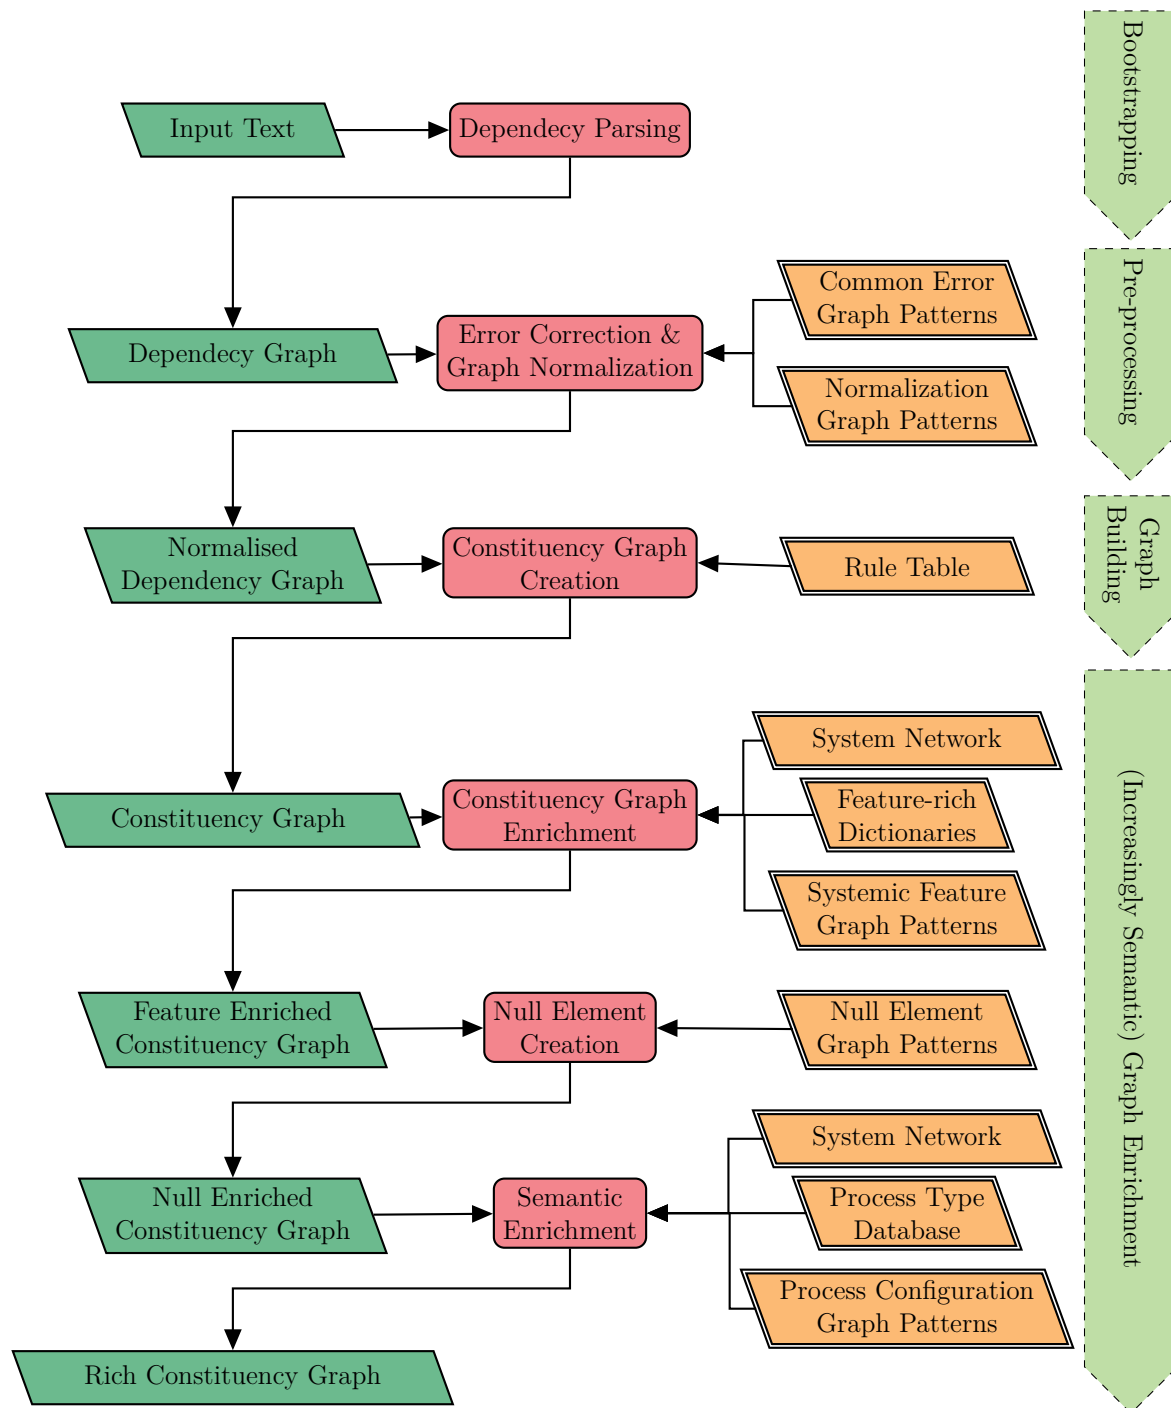 Bootstrapping
Input Text
Dependecy Parsing
Pre-processing
Common Error
Graph Patterns
Dependecy Graph
Error Correction &
Graph Normalization
Normalization
Graph Patterns
Graph
Building
Normalised
Dependency Graph
Constituency Graph
Creation
Rule Table
(Increasingly Semantic) Graph Enrichment
System Network
Constituency Graph
Constituency Graph
Enrichment
Feature-rich
Dictionaries
Systemic Feature
Graph Patterns
Feature Enriched
Constituency Graph
Null Element
Creation
Null Element
Graph Patterns
System Network
Null Enriched
Constituency Graph
Semantic
Enrichment
Process Type
Database
Process Configuration
Graph Patterns
Rich Constituency Graph